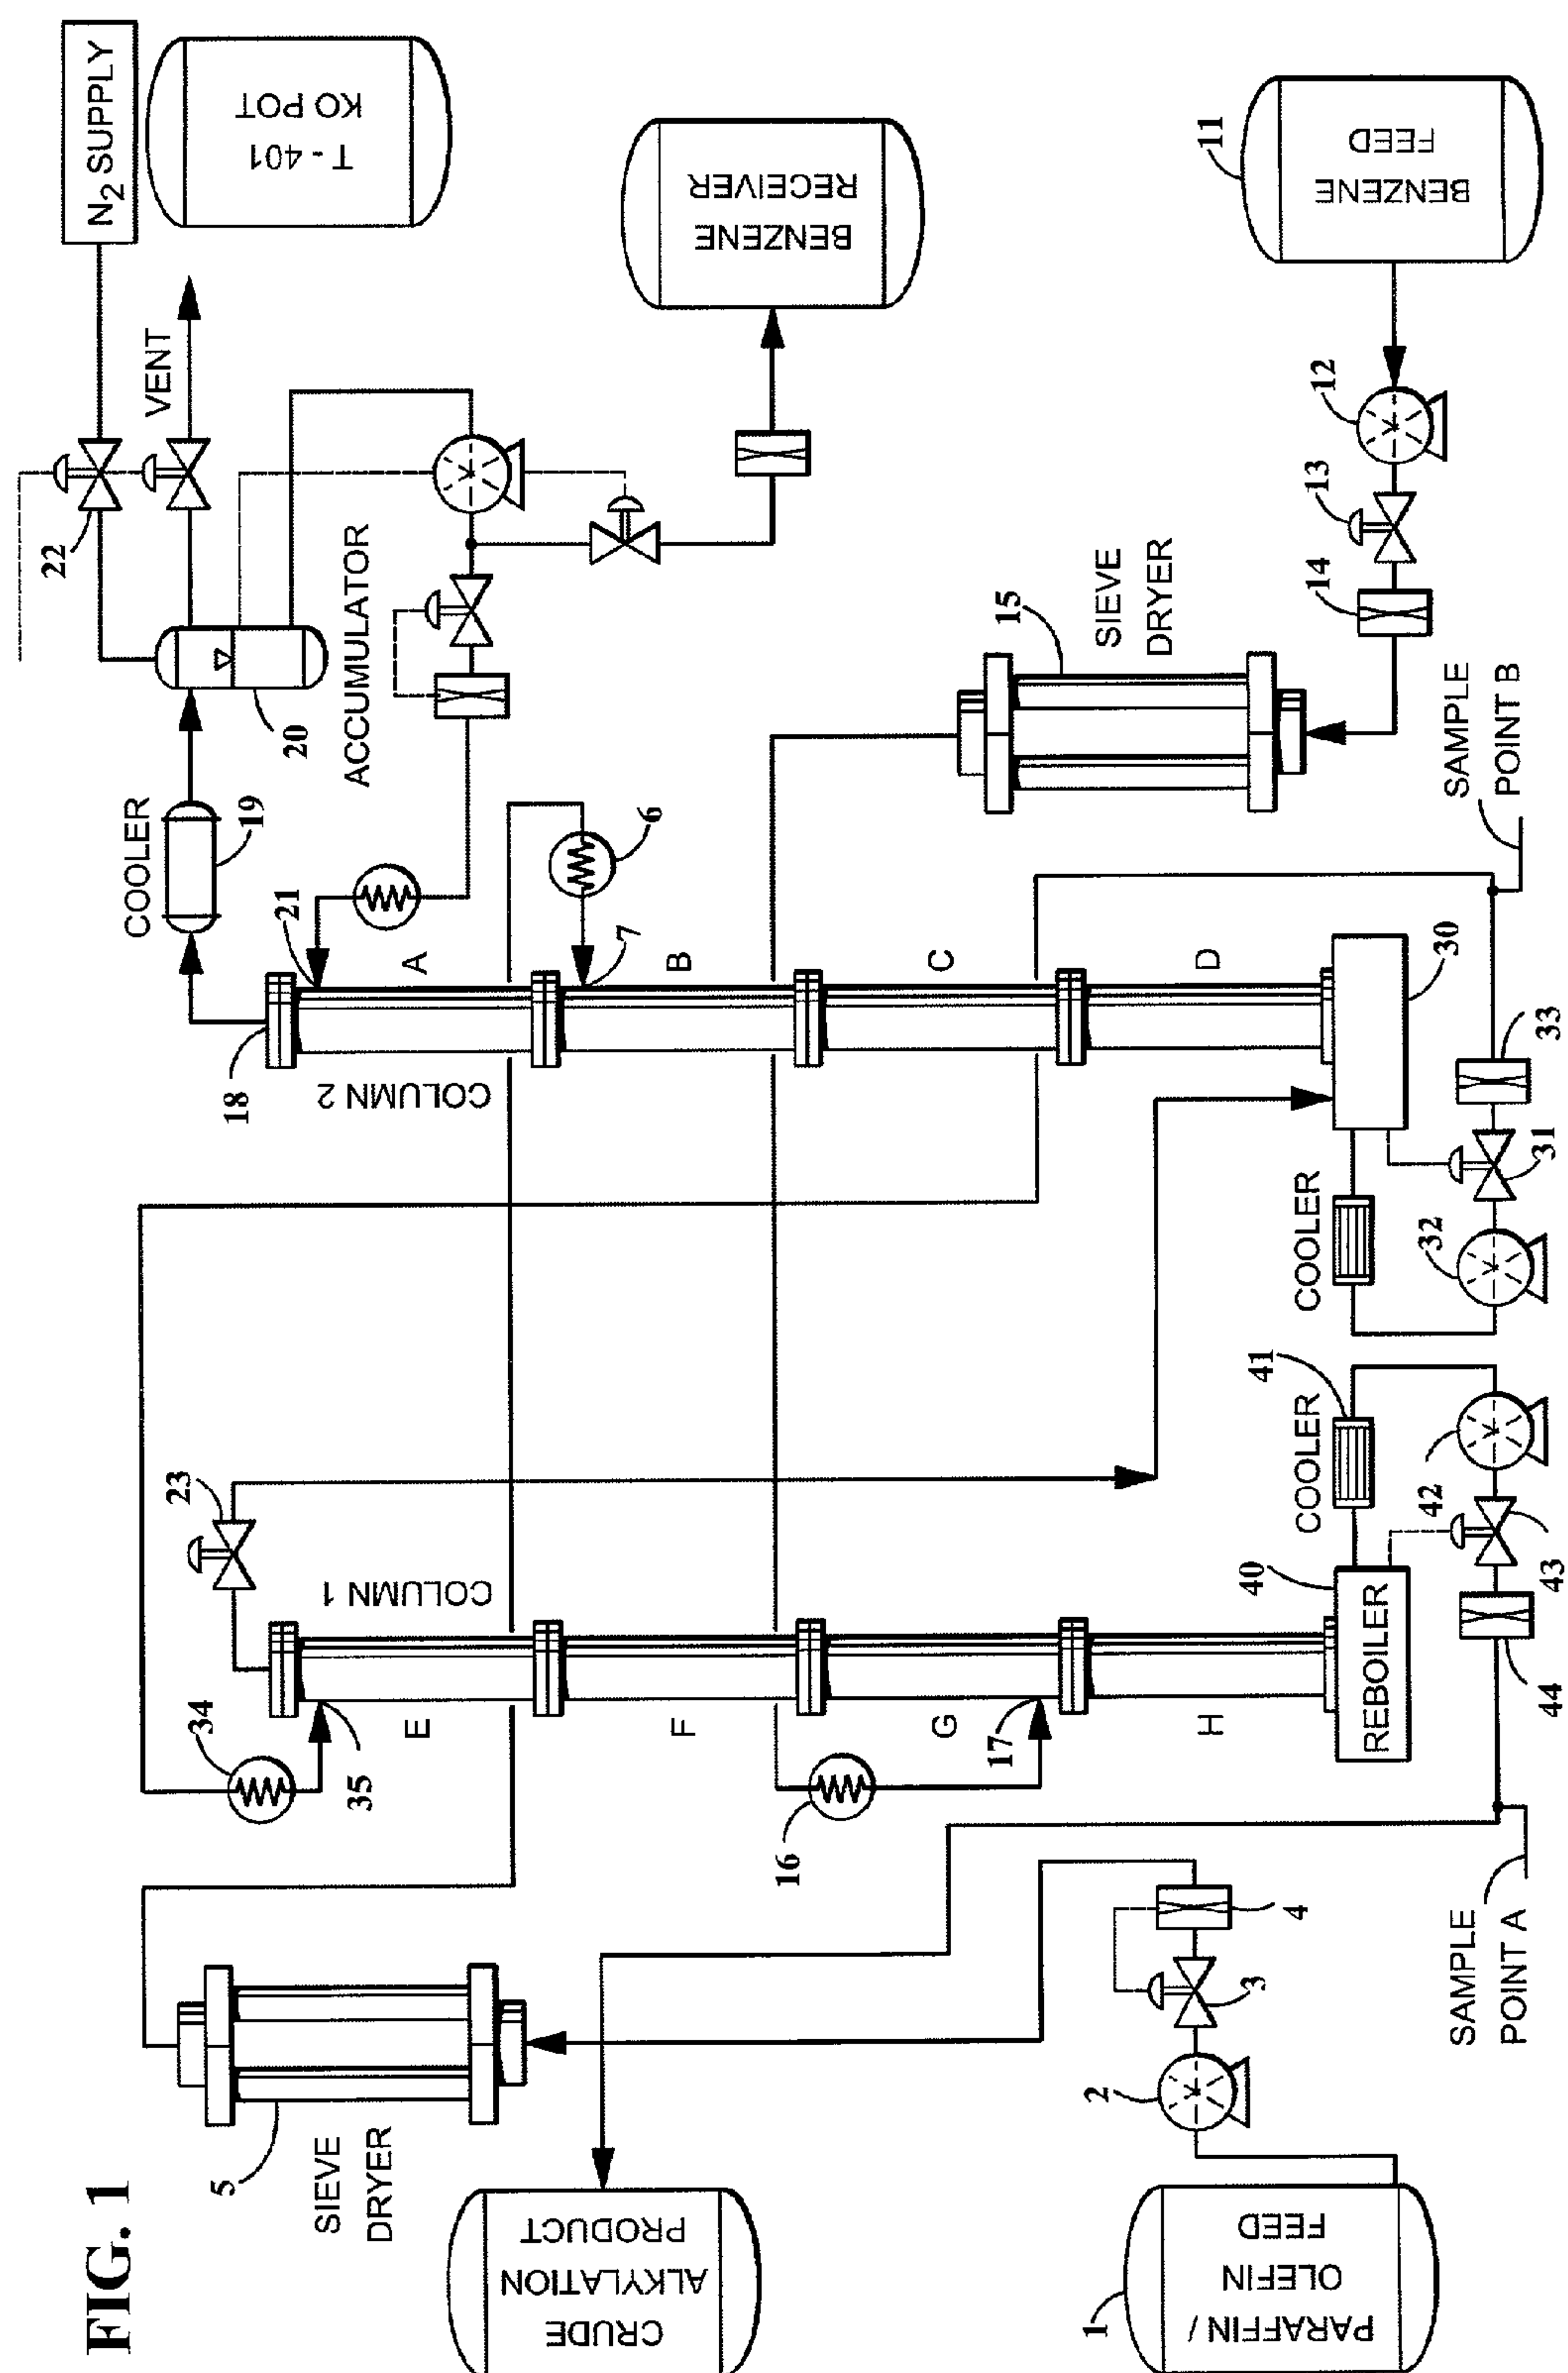 FIG. 1
N2 SUPPLY
T - 401
KO POT
VENT
22
BENZENE
RECEIVER
ACCUMULATOR
20
COOLER
19
21
6
7
18
A
B
C
D
COLUMN 2
11
BENZENE
FEED
12
13
14
15
SIEVE
DRYER
SAMPLE
POINT B
30
33
31
32
COOLER
41
COOLER
42
43
44
40
REBOILER
23
COLUMN 1
34
35
E
F
G
H
17
16
SIEVE
DRYER
5
CRUDE
ALKYLATION
PRODUCT
4
3
2
1
PARAFFIN /
OLEFIN
FEED
SAMPLE
POINT A